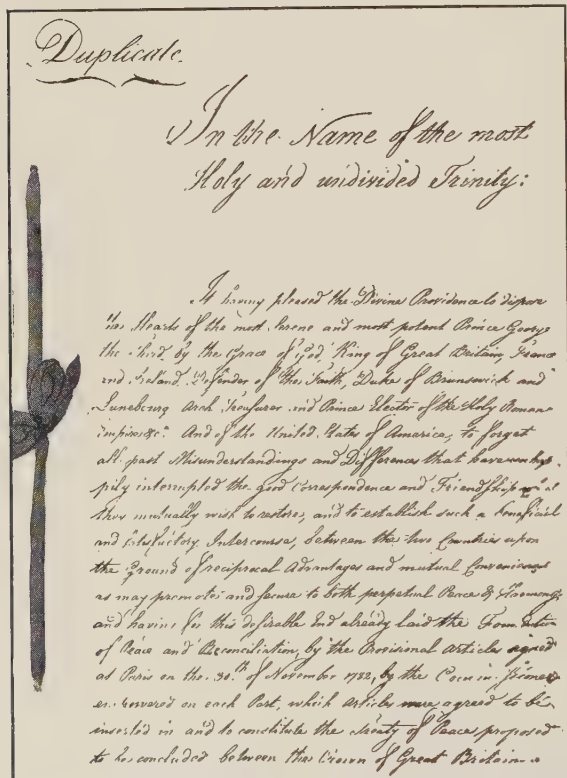 Duplicate.
In the Name of the most
Holy and undivided Trinity:
It having pleased the Divine Providence to dispose
the Hearts of the most Serene and most potent Prince George
the Third, by the Grace of God, King of Great Britain, France
and Ireland, Defender of the Faith, Duke of Brunswick and
Luneburg Arch Treasurer and Prince Elector of the Holy Roman
Empire &c.ª And of the United States of America, to forget
all past Misunderstandings and Differences that have unhap-
pily interrupted the good Correspondence and Friendship
they mutually wish to restore, and to establish such a beneficial
and satisfactory Intercourse, between the two Countries upon
the Ground of reciprocal Advantages and mutual Convenience
as may promote and secure to both perpetual Peace & Harmony,
and having for this desirable End already laid the Foundation
of Peace and Reconciliation, by the Provisional Articles signed
at Paris on the 30.th of November 1782, by the
on each Part, which Articles were agreed to be
inserted in and to constitute the Treaty of Peace proposed
to be concluded between the Crown of Great Britain